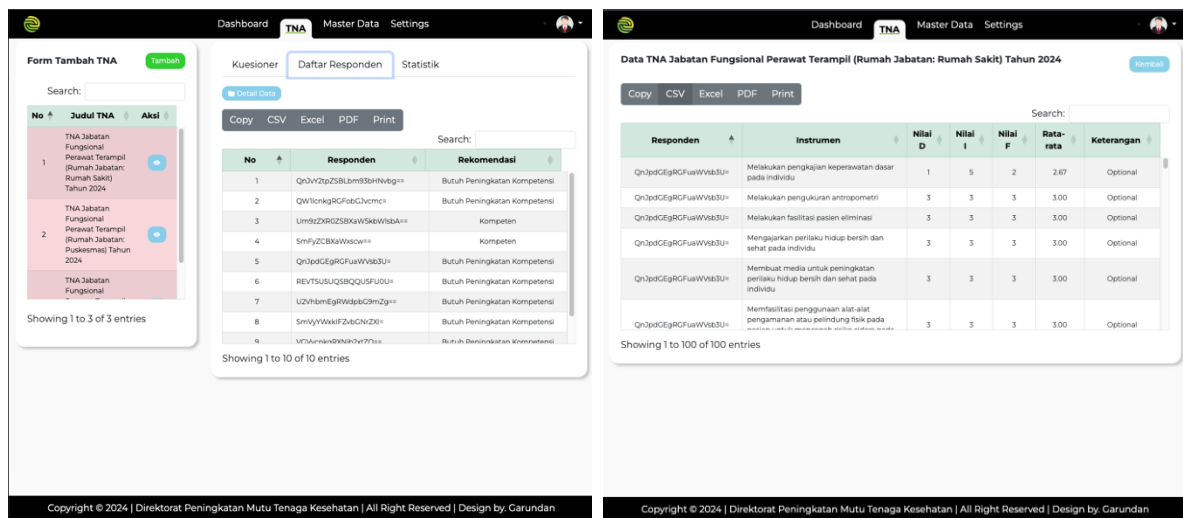 Dashboard TNA Master Data Settings
Form Tambah TNA
Tambah
Search:
No Judul TNA Aksi
1
TNA Jabatan
Fungsional
Perawat Terampil
(Rumah Jabatan:
Rumah Sakit)
Tahun 2024
2
TNA Jabatan
Fungsional
Perawat Terampil
(Rumah Jabatan:
Puskesmas) Tahun
2024
TNA Jabatan
Fungsional
Showing 1 to 3 of 3 entries
Kuesioner Daftar Responden Statistik
Detail Data
Copy CSV Excel PDF Print
Search:
No Responden Rekomendasi
1 Butuh Peningkatan Kompetensi
2 Butuh Peningkatan Kompetensi
3 Kompeten
4 Kompeten
5 QnJpdGEgRGFuaWVsb3U= Butuh Peningkatan Kompetensi
6 Butuh Peningkatan Kompetensi
7 Butuh Peningkatan Kompetensi
8 Butuh Peningkatan Kompetensi
9 Butuh Peningkatan Kompetensi
Showing 1 to 10 of 10 entries
Copyright © 2024 | Direktorat Peningkatan Mutu Tenaga Kesehatan | All Right Reserved | Design by. Garundan
Dashboard TNA Master Data Settings
Data TNA Jabatan Fungsional Perawat Terampil (Rumah Jabatan: Rumah Sakit) Tahun 2024
Kembali
Copy CSV Excel PDF Print
Search:
Responden Instrumen Nilai D Nilai I Nilai F Rata-rata Keterangan
QnJpdGEgRGFuaWVsb3U= Melakukan pengkajian keperawatan dasar 1 5 2 2.67 Optional
pada individu
QnJpdGEgRGFuaWVsb3U= Melakukan pengukuran antropometri 3 3 3 3.00 Optional
QnJpdGEgRGFuaWVsb3U= Melakukan fasilitasi pasien eliminasi 3 3 3 3.00 Optional
QnJpdGEgRGFuaWVsb3U= Mengajarkan perilaku hidup bersih dan 3 3 3 3.00 Optional
sehat pada individu
QnJpdGEgRGFuaWVsb3U= Membuat media untuk peningkatan 3 3 3 3.00 Optional
perilaku hidup bersih dan sehat pada
individu
QnJpdGEgRGFuaWVsb3U= Memfasilitasi penggunaan alat-alat 3 3 3 3.00 Optional
pengamanan atau pelindung fisik pada
Showing 1 to 100 of 100 entries
Copyright © 2024 | Direktorat Peningkatan Mutu Tenaga Kesehatan | All Right Reserved | Design by. Garundan